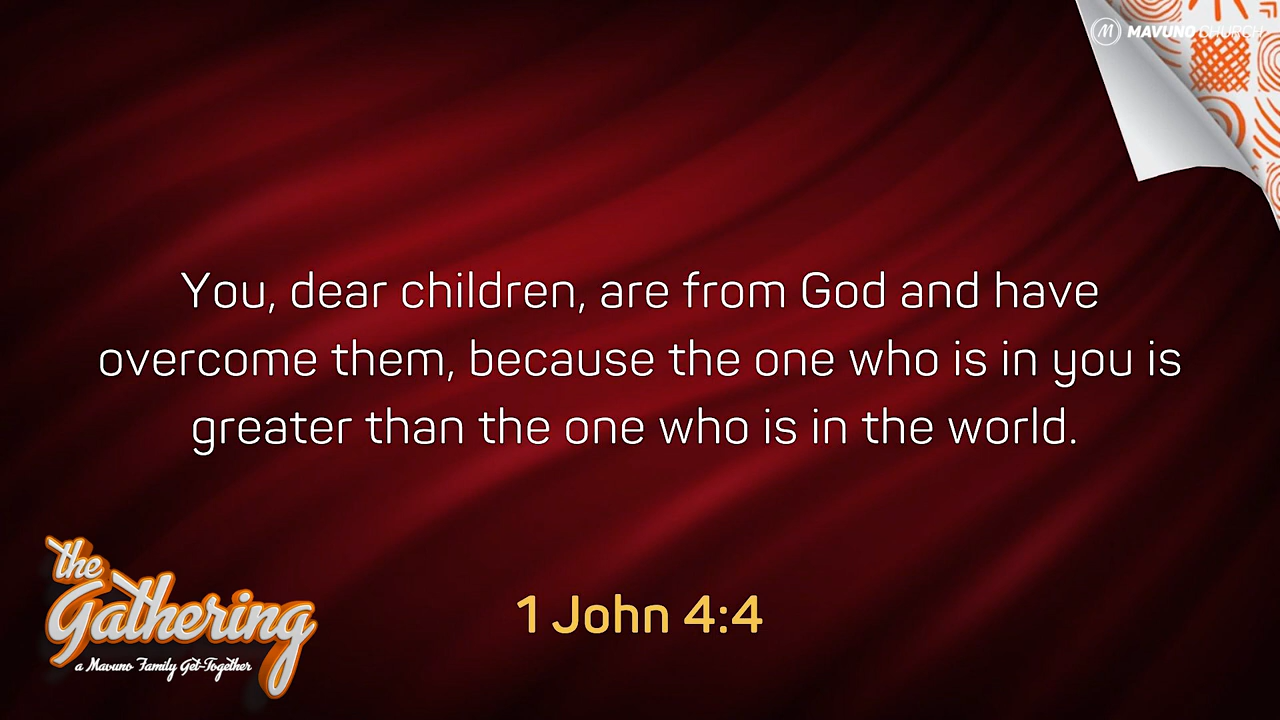 MAVUNO CHURCH
You, dear children, are from God and have
overcome them, because the one who is in you is
greater than the one who is in the world.
the
Gathering
a Mavuno Family Get-Together
1 John 4:4